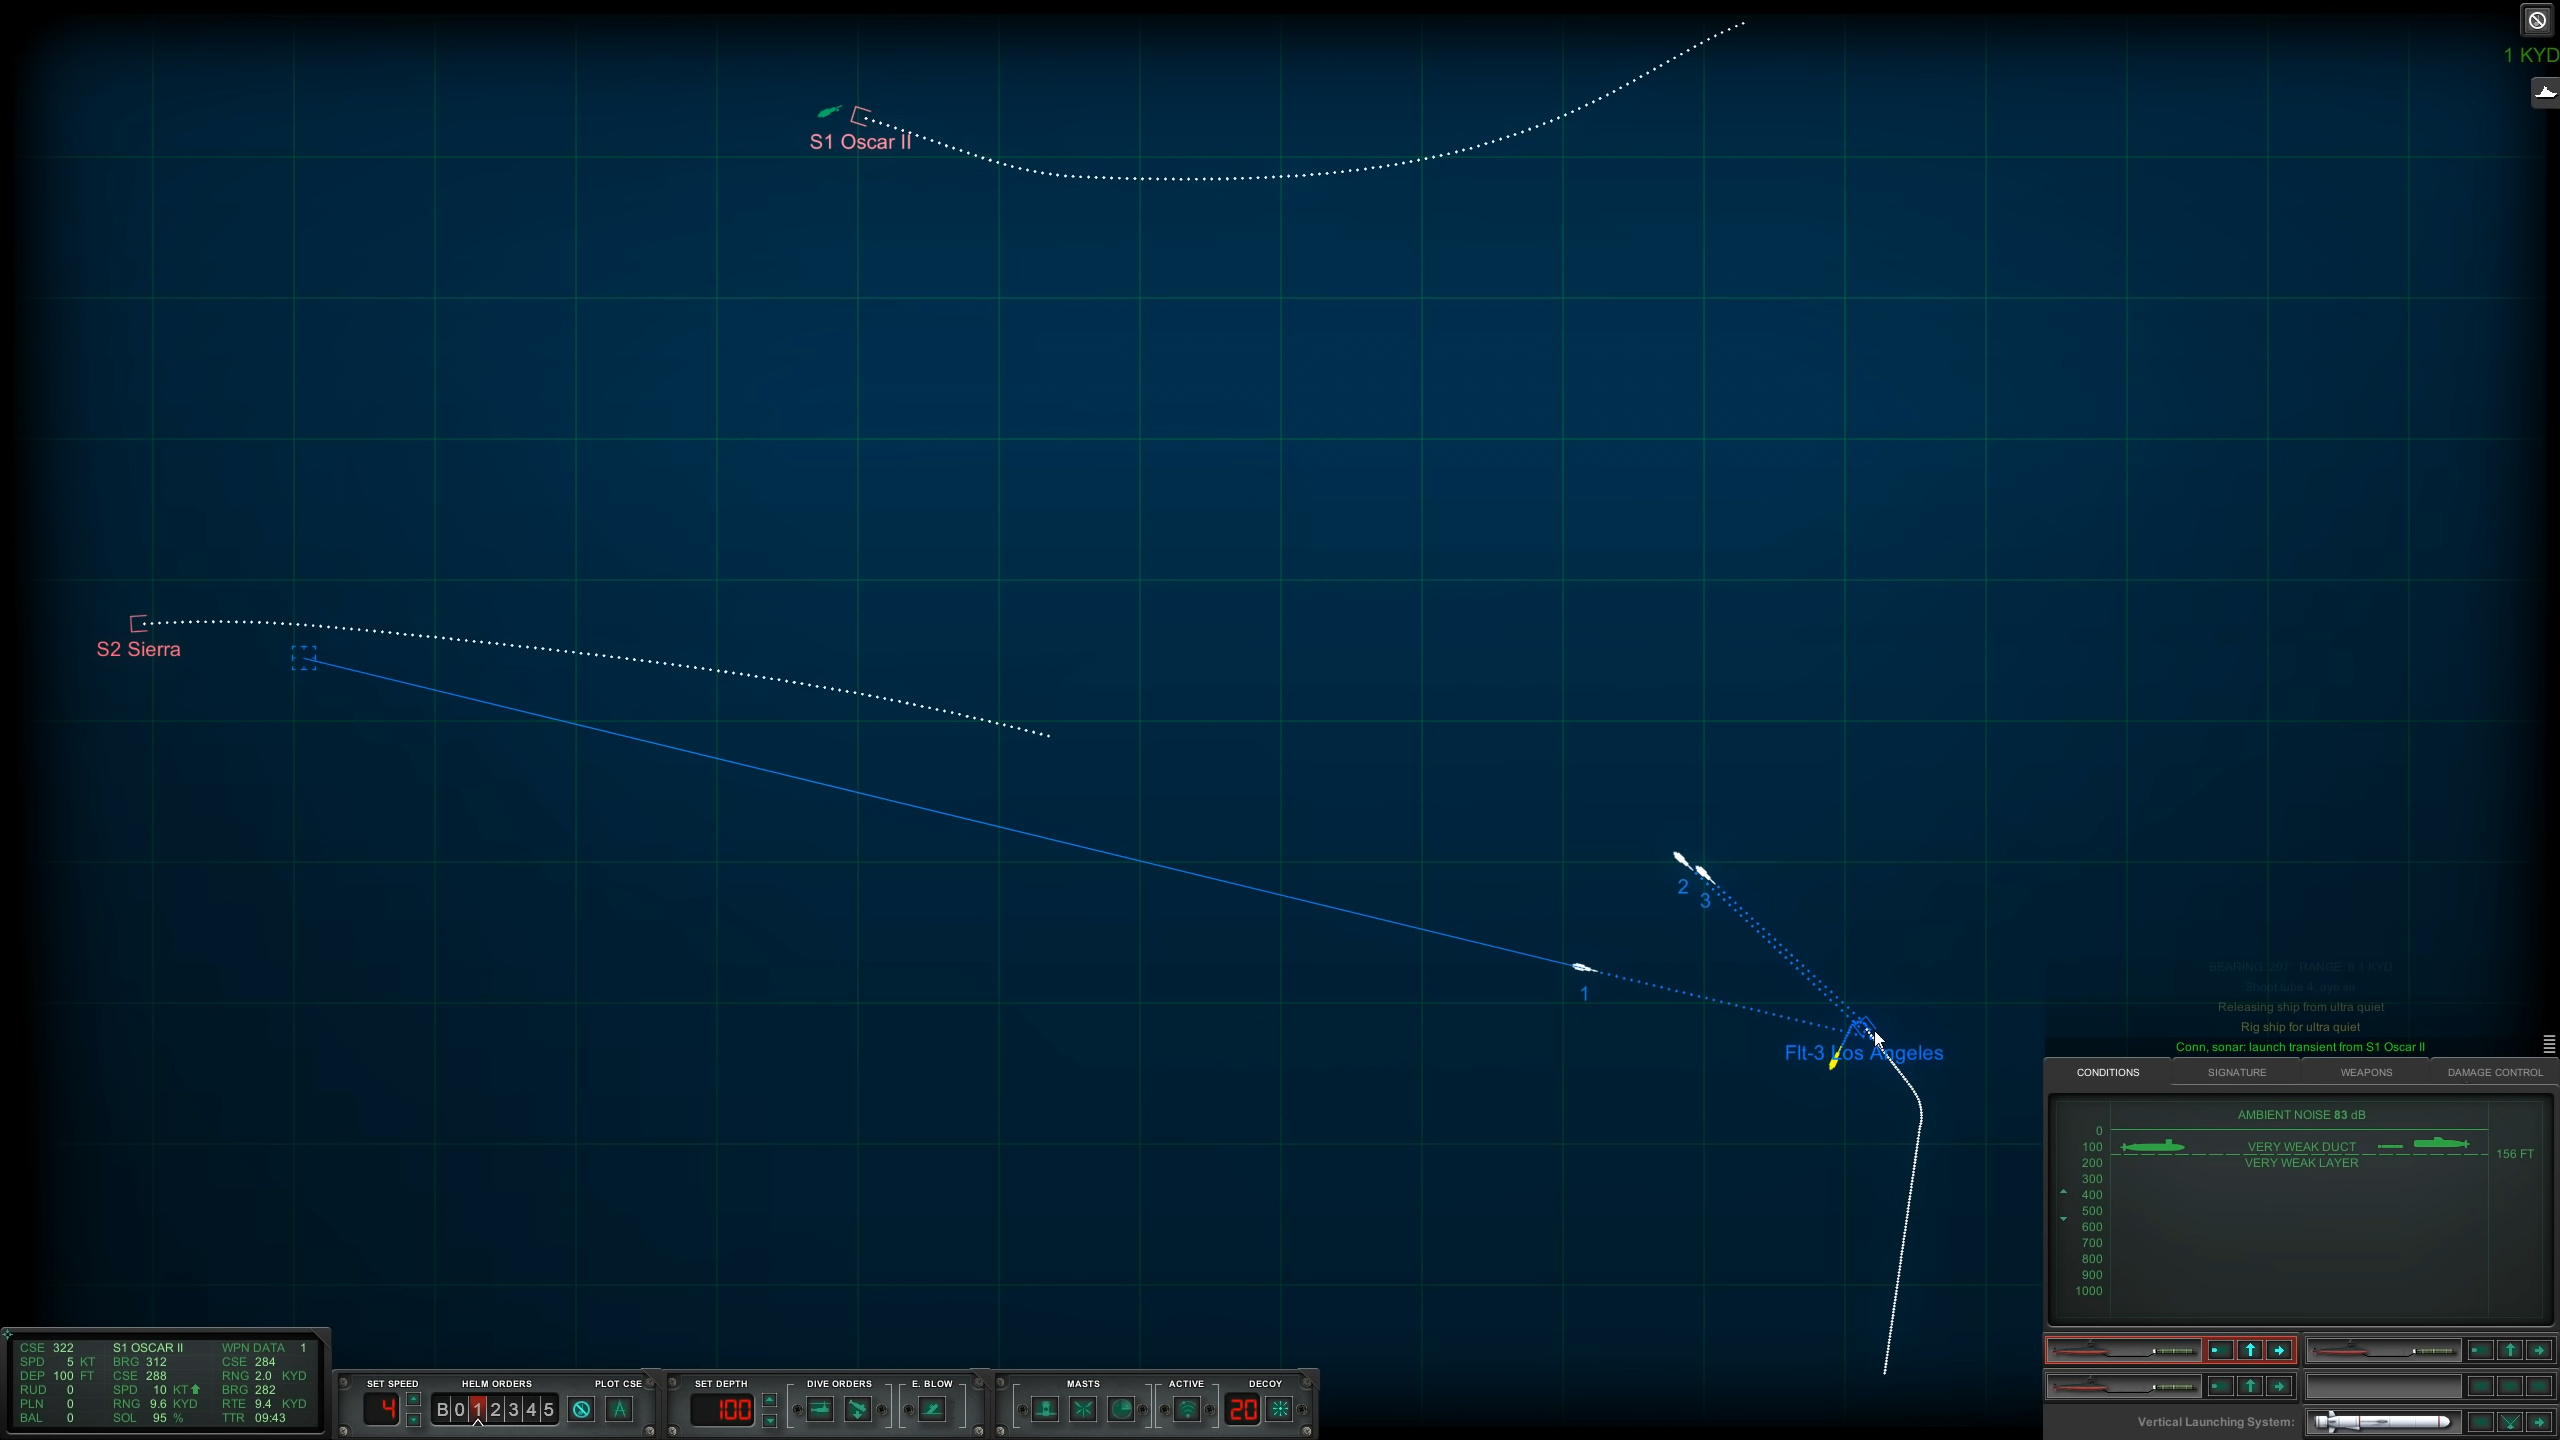 1 KYD
S1 Oscar II
S2 Sierra
2
3
1
Flt-3 Los Angeles
Releasing ship from ultra quiet
Rig ship for ultra quiet
Conn, sonar: launch transient from S1 Oscar II
CONDITIONS SIGNATURE WEAPONS DAMAGE CONTROL
AMBIENT NOISE 83 dB
0
100 VERY WEAK DUCT
156 FT
200 VERY WEAK LAYER
300
400
500
600
700
800
900
1000
CSE 322 S1 OSCAR II WPN DATA 1
SPD 5 KT BRG 312 CSE 284
DEP 100 FT CSE 288 RNG 2.0 KYD
RUD 0 SPD 10 KT BRG 282
PLN 0 RNG 9.6 KYD RTE 9.4 KYD
BAL 0 SOL 95 % TTR 09:43
SET SPEED HELM ORDERS PLOT CSE SET DEPTH DIVE ORDERS E. BLOW MASTS ACTIVE DECOY
4 B 0 1 2 3 4 5 100 20
Vertical Launching System: